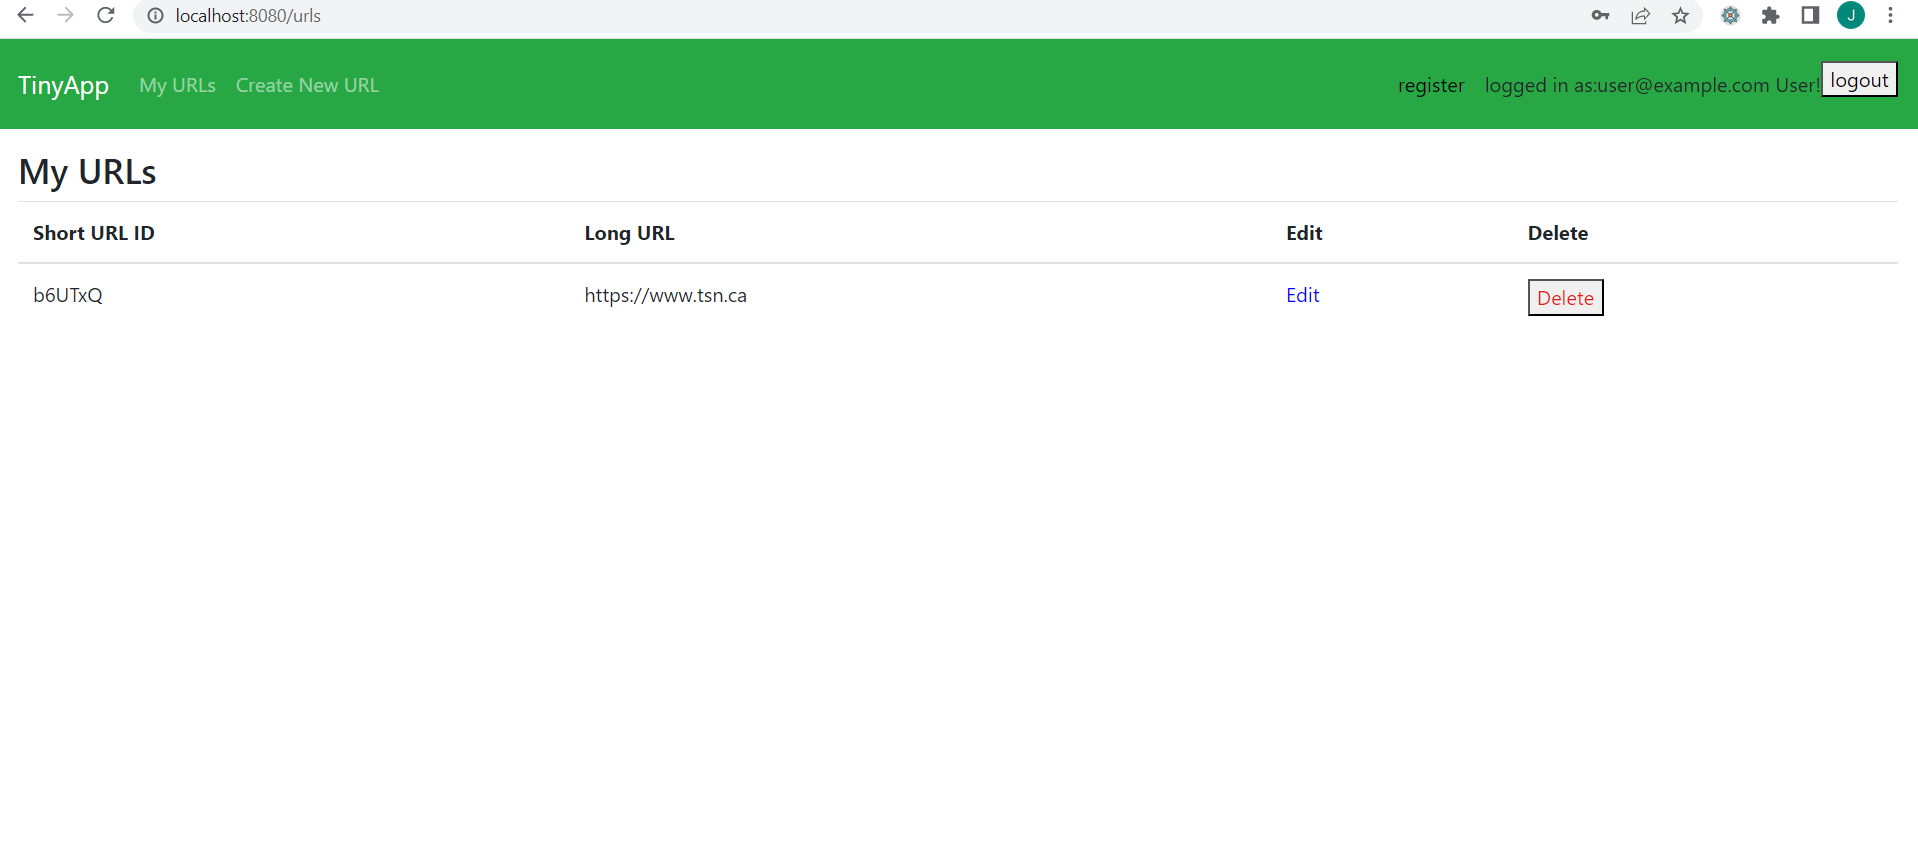 localhost:8080/urls
J
TinyApp My URLs Create New URL register logged in as:user@example.com User! logout
My URLs
Short URL ID Long URL Edit Delete
b6UTxQ https://www.tsn.ca Edit Delete